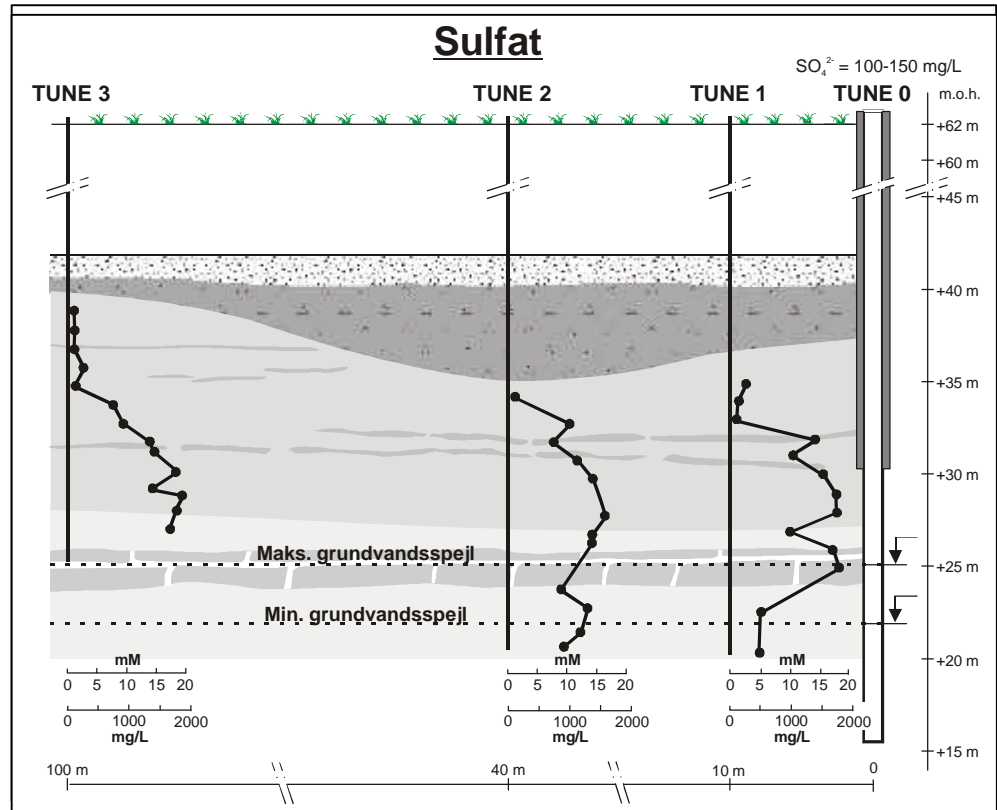 Sulfat
SO₄²⁻ = 100-150 mg/L
TUNE 3 TUNE 2 TUNE 1 TUNE 0 m.o.h.
+62 m
+60 m
+45 m
+40 m
+35 m
+30 m
Maks. grundvandsspejl
+25 m
Min. grundvandsspejl
+20 m
mM mM mM
0 5 10 15 20 0 5 10 15 20 0 5 10 15 20
0 1000 2000 0 1000 2000 0 1000 2000
mg/L mg/L mg/L
+15 m
100 m 40 m 10 m 0